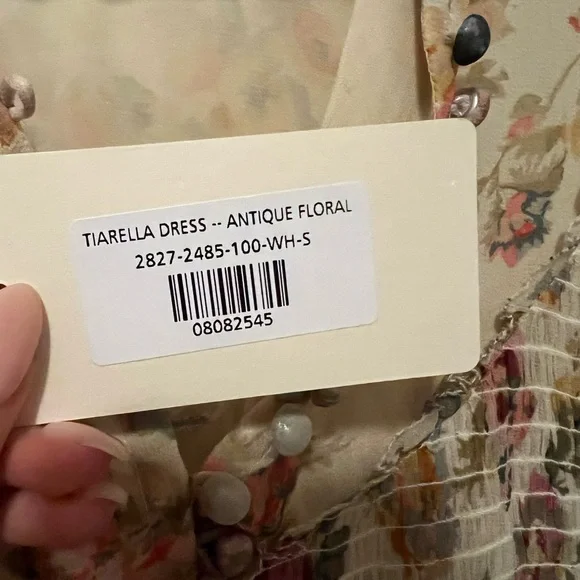 TIARELLA DRESS -- ANTIQUE FLORAL
2827-2485-100-WH-S
08082545